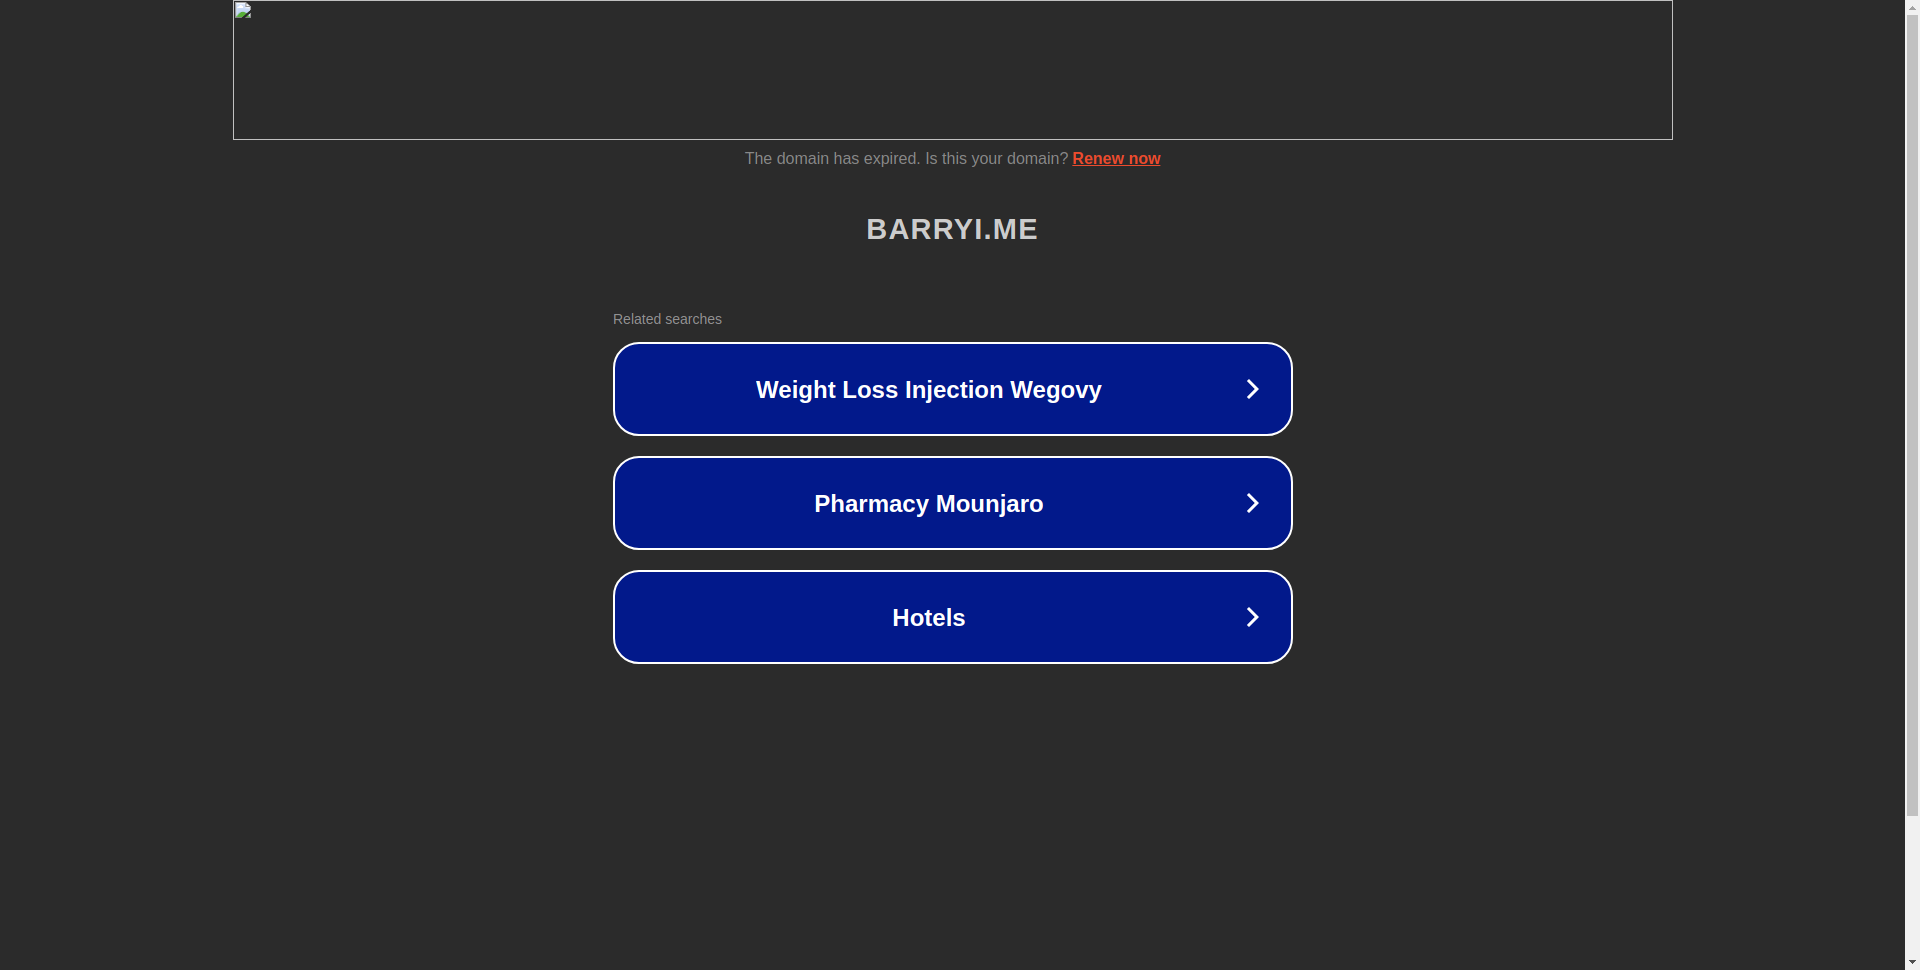 The domain has expired. Is this your domain? Renew now
BARRYI.ME
Related searches
Weight Loss Injection Wegovy
Pharmacy Mounjaro
Hotels